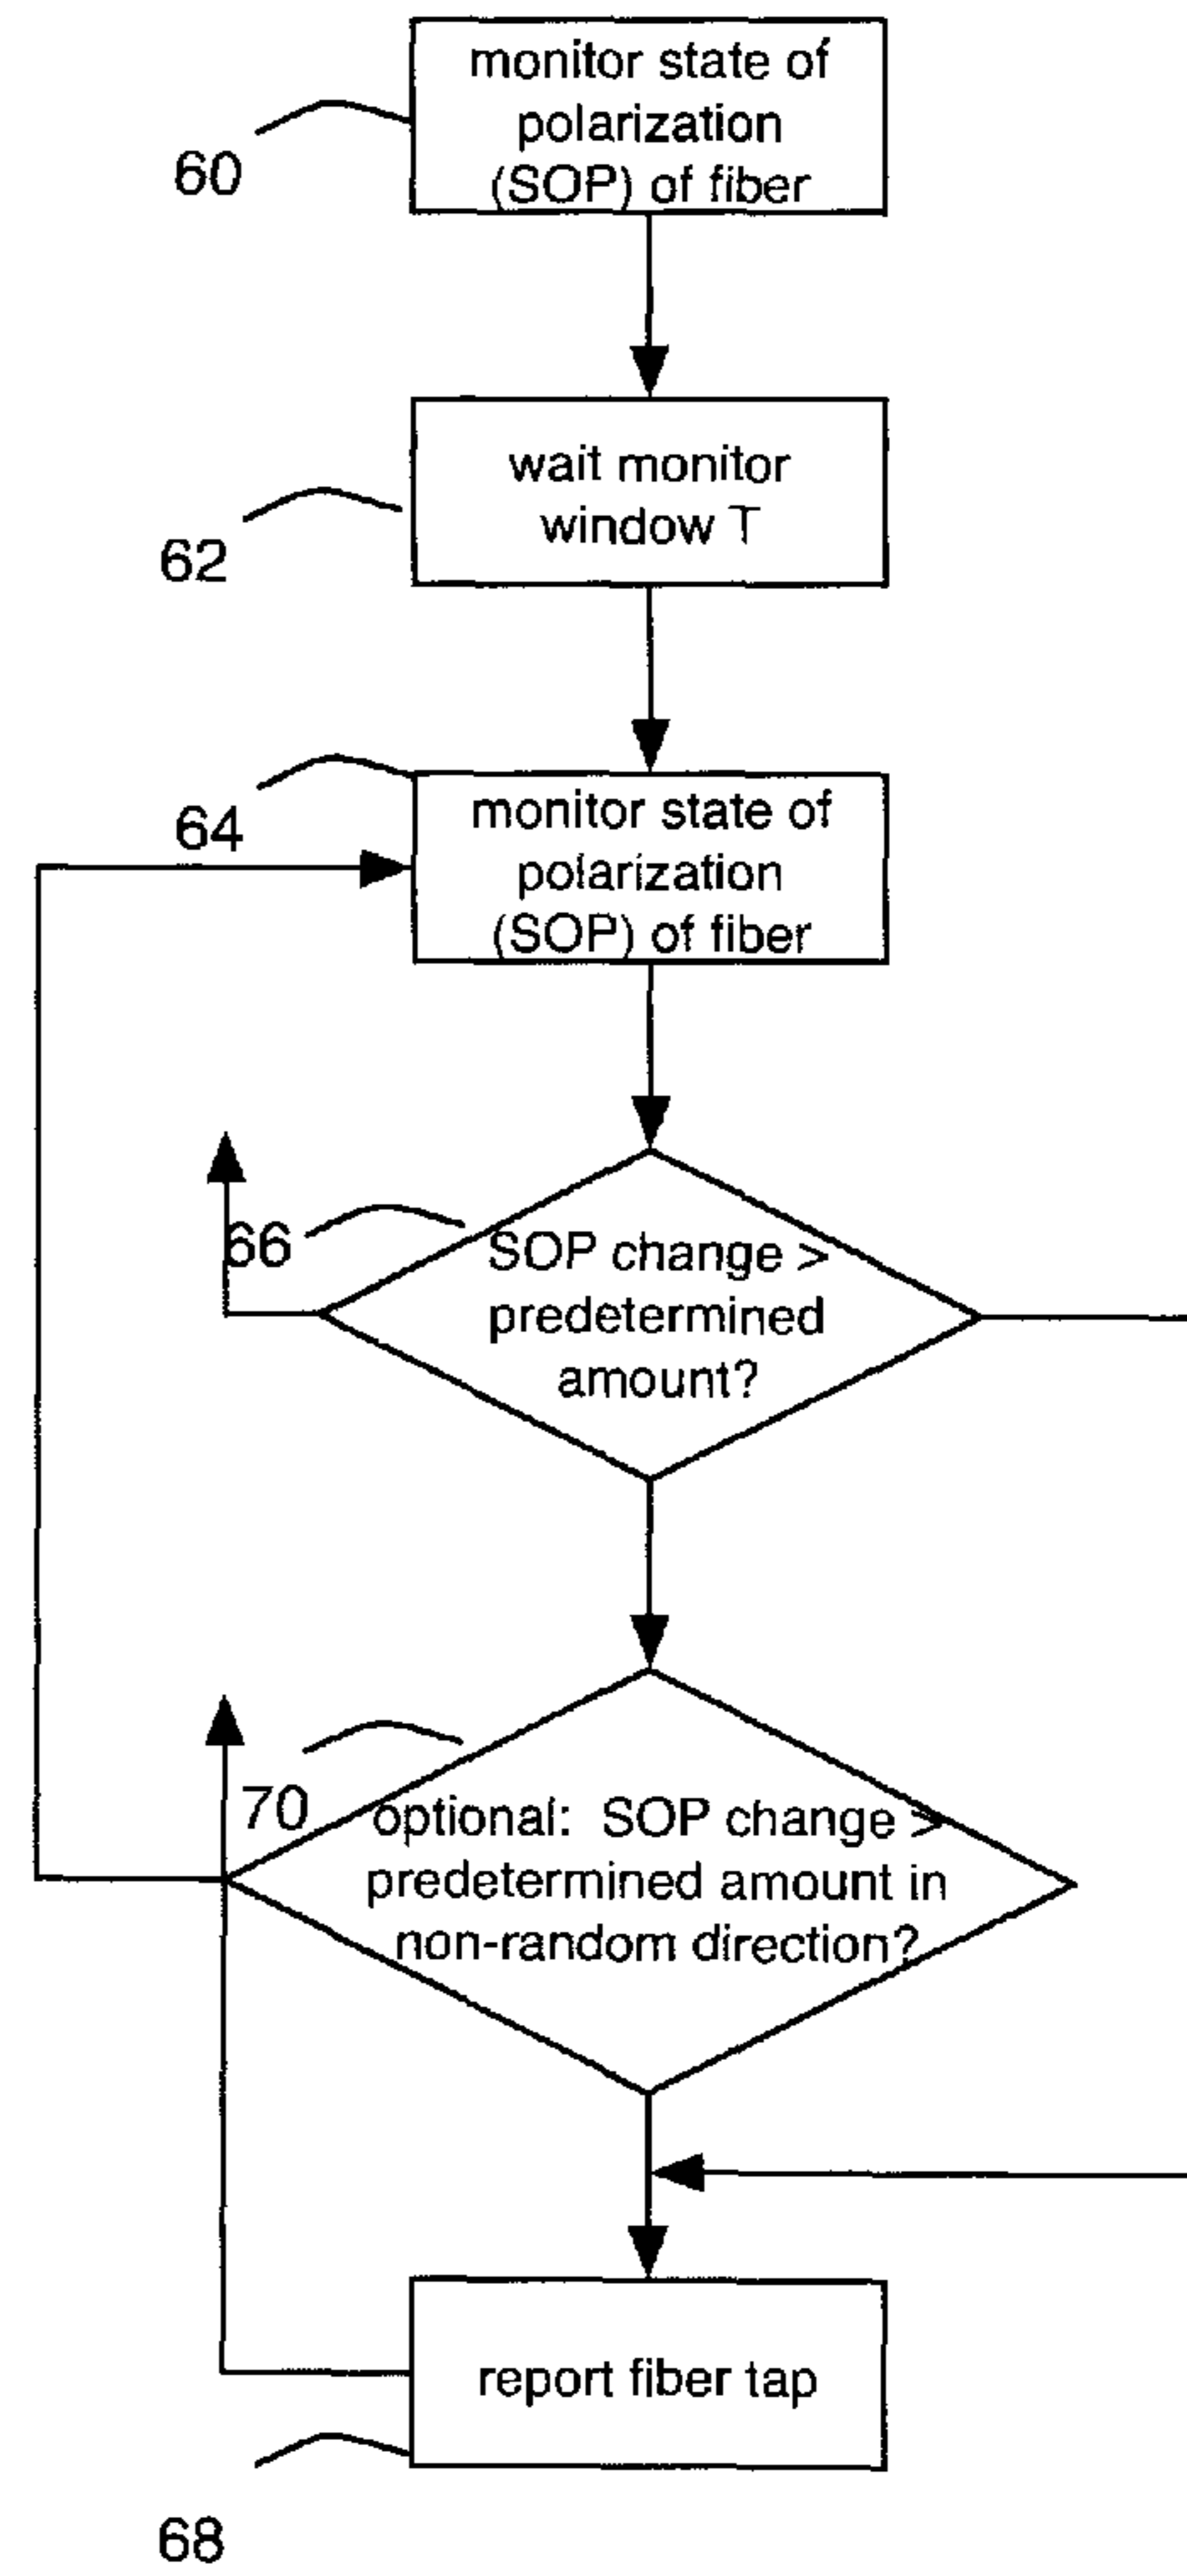 monitor state of
polarization
(SOP) of fiber
60
wait monitor
window T
62
monitor state of
polarization
(SOP) of fiber
64
66
SOP change >
predetermined
amount?
70
optional: SOP change >
predetermined amount in
non-random direction?
report fiber tap
68